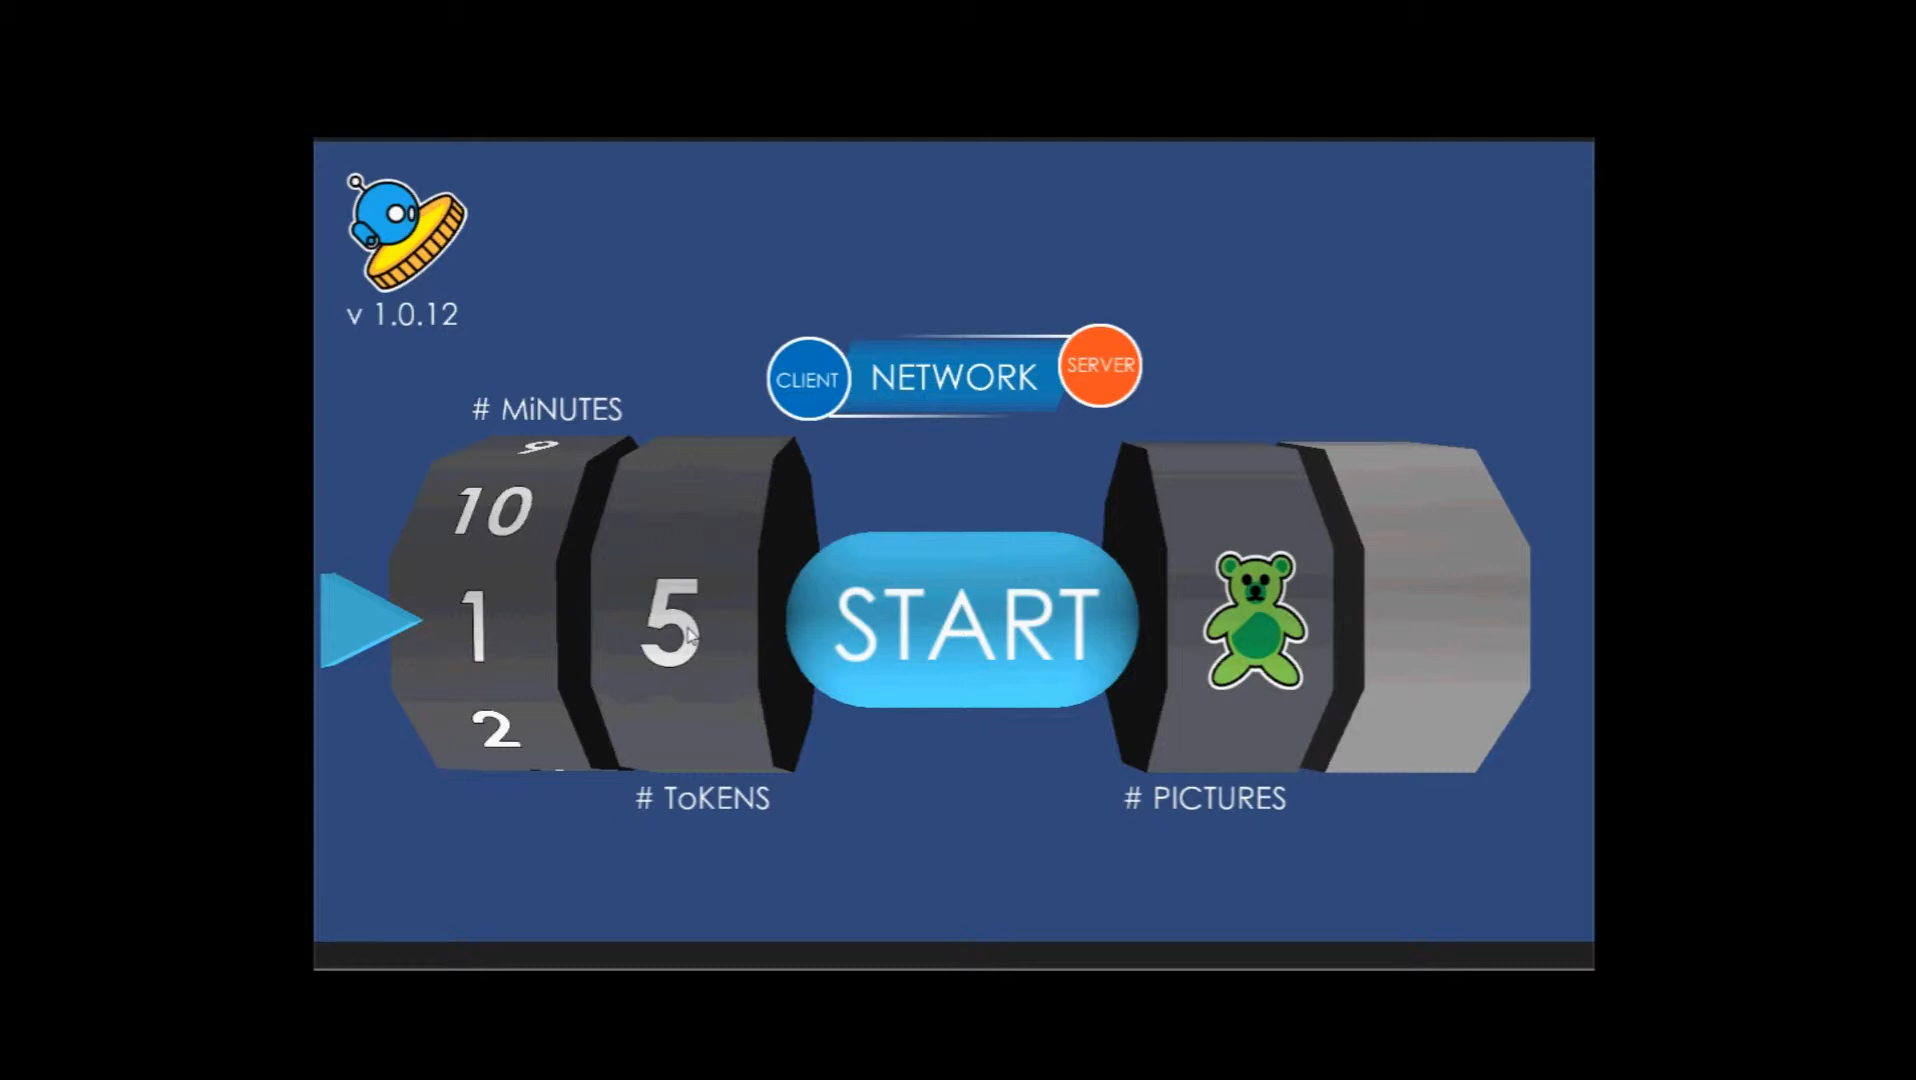 v 1.0.12
CLIENT NETWORK SERVER
# MiNUTES
9
10
1 5 START
2
# ToKENS # PICTURES